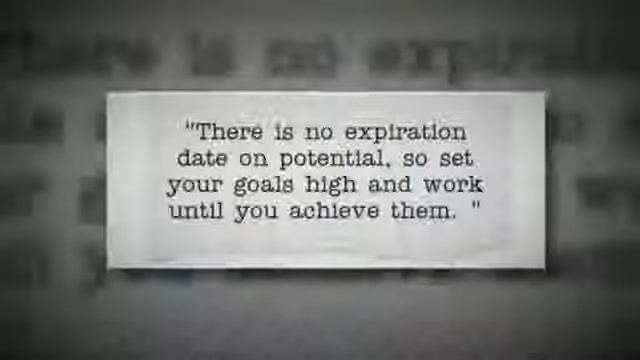 "There is no expiration
date on potential, so set
your goals high and work
until you achieve them. "